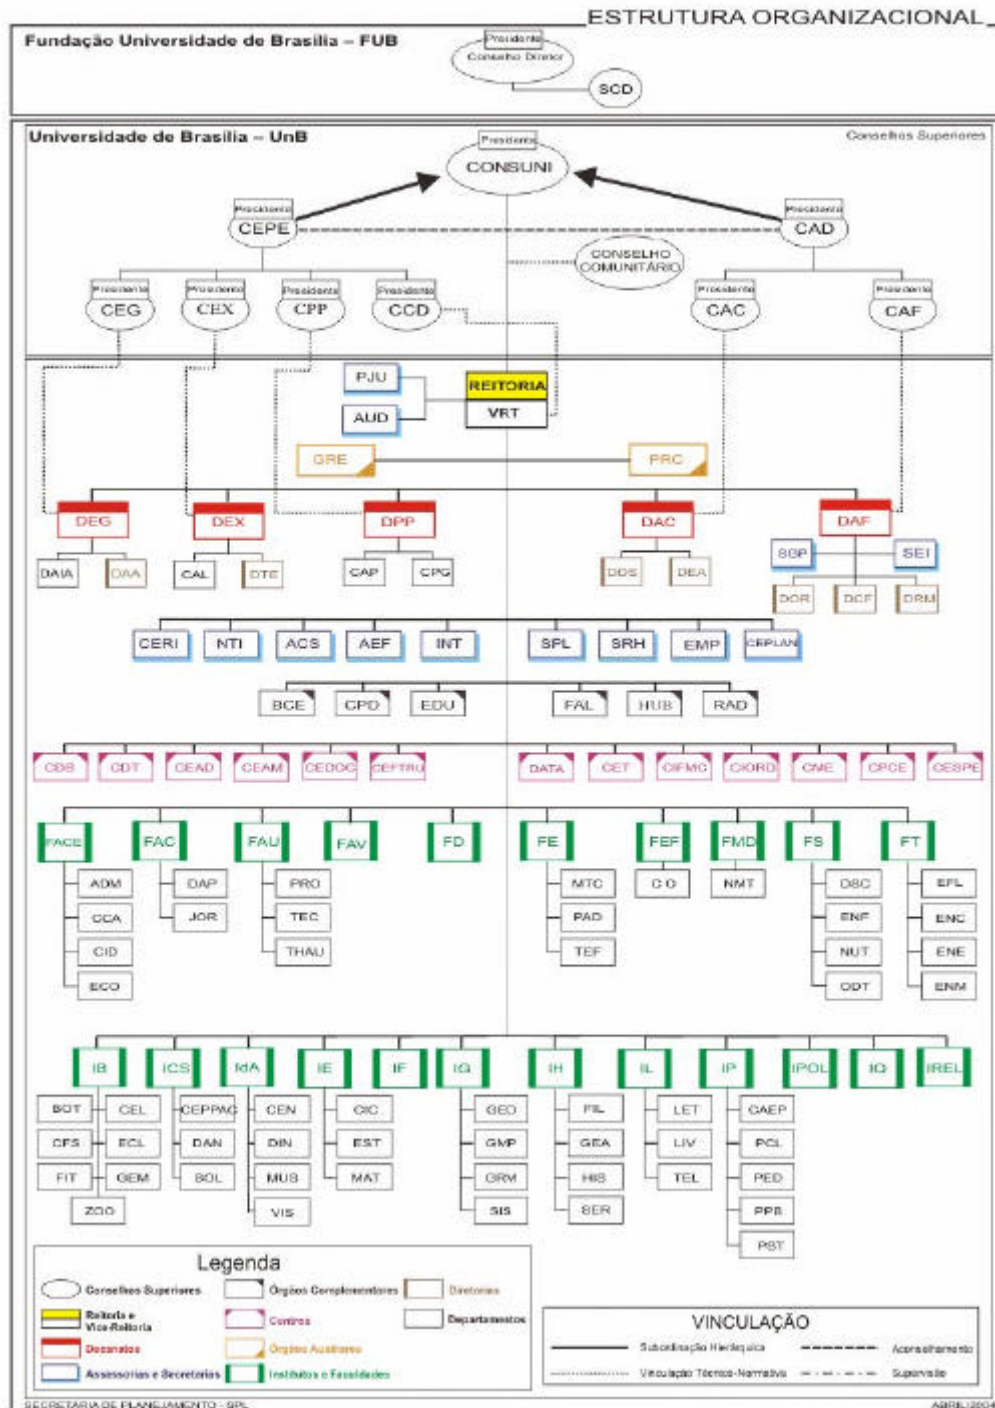 ESTRUTURA ORGANIZACIONAL
Fundação Universidade de Brasília – FUB
Presidente
Conselho Diretor
SCD
Universidade de Brasília – UnB
Conselhos Superiores
Presidente
CONSUNI
Presidente
CEPE
Presidente
CAD
CONSELHO
COMUNITÁRIO
Presidente
CEG
Presidente
CEX
Presidente
CPP
Presidente
CCD
Presidente
CAC
Presidente
CAF
PJU
AUD
REITORIA
VRT
GRE
PRC
DEG
DEX
DPP
DAC
DAF
SGP
SEI
DAIA
DAA
CAL
DTE
CAP
CPG
DDS
DEA
DOR
DCF
DRM
CERI
NTI
ACS
AEF
INT
SPL
SRH
EMP
CEPLAN
BCE
CPD
EDU
FAL
HUB
RAD
CDT
CEAD
CEAM
CEDOC
CEFTRU
DATA
CET
CIFMC
CIORD
CME
CPCE
CESPE
FACE
FAC
FAU
FAV
FD
FE
FEF
FMD
FS
FT
ADM
DAP
PRO
MTC
C O
NMT
DSC
EFL
CCA
JOR
TEC
PAD
ENF
ENC
CID
THAU
TEF
NUT
ENE
ECO
ODT
ENM
IB
ICS
IdA
IE
IF
IG
IH
IL
IP
IPOL
IQ
IREL
BOT
CEL
CEPPAC
CEN
CIC
GEO
FIL
LET
CAEP
CFS
ECL
DAN
DIN
EST
GMP
GEA
LIV
PCL
FIT
GEM
SOL
MUS
MAT
GRM
HIS
TEL
PED
ZOO
VIS
SIS
SER
PPB
PST
Legenda
Conselhos Superiores
Órgãos Complementares
Diretorias
Reitoria e
Vice-Reitoria
Centros
Departamentos
Decanatos
Órgãos Auxiliares
Assessorias e Secretarias
Institutos e Faculdades
VINCULAÇÃO
Subordinação Hierárquica
Aconselhamento
Vinculação Técnico-Normativa
Supervisão
SECRETARIA DE PLANEJAMENTO - SPL
ABRIL/2004